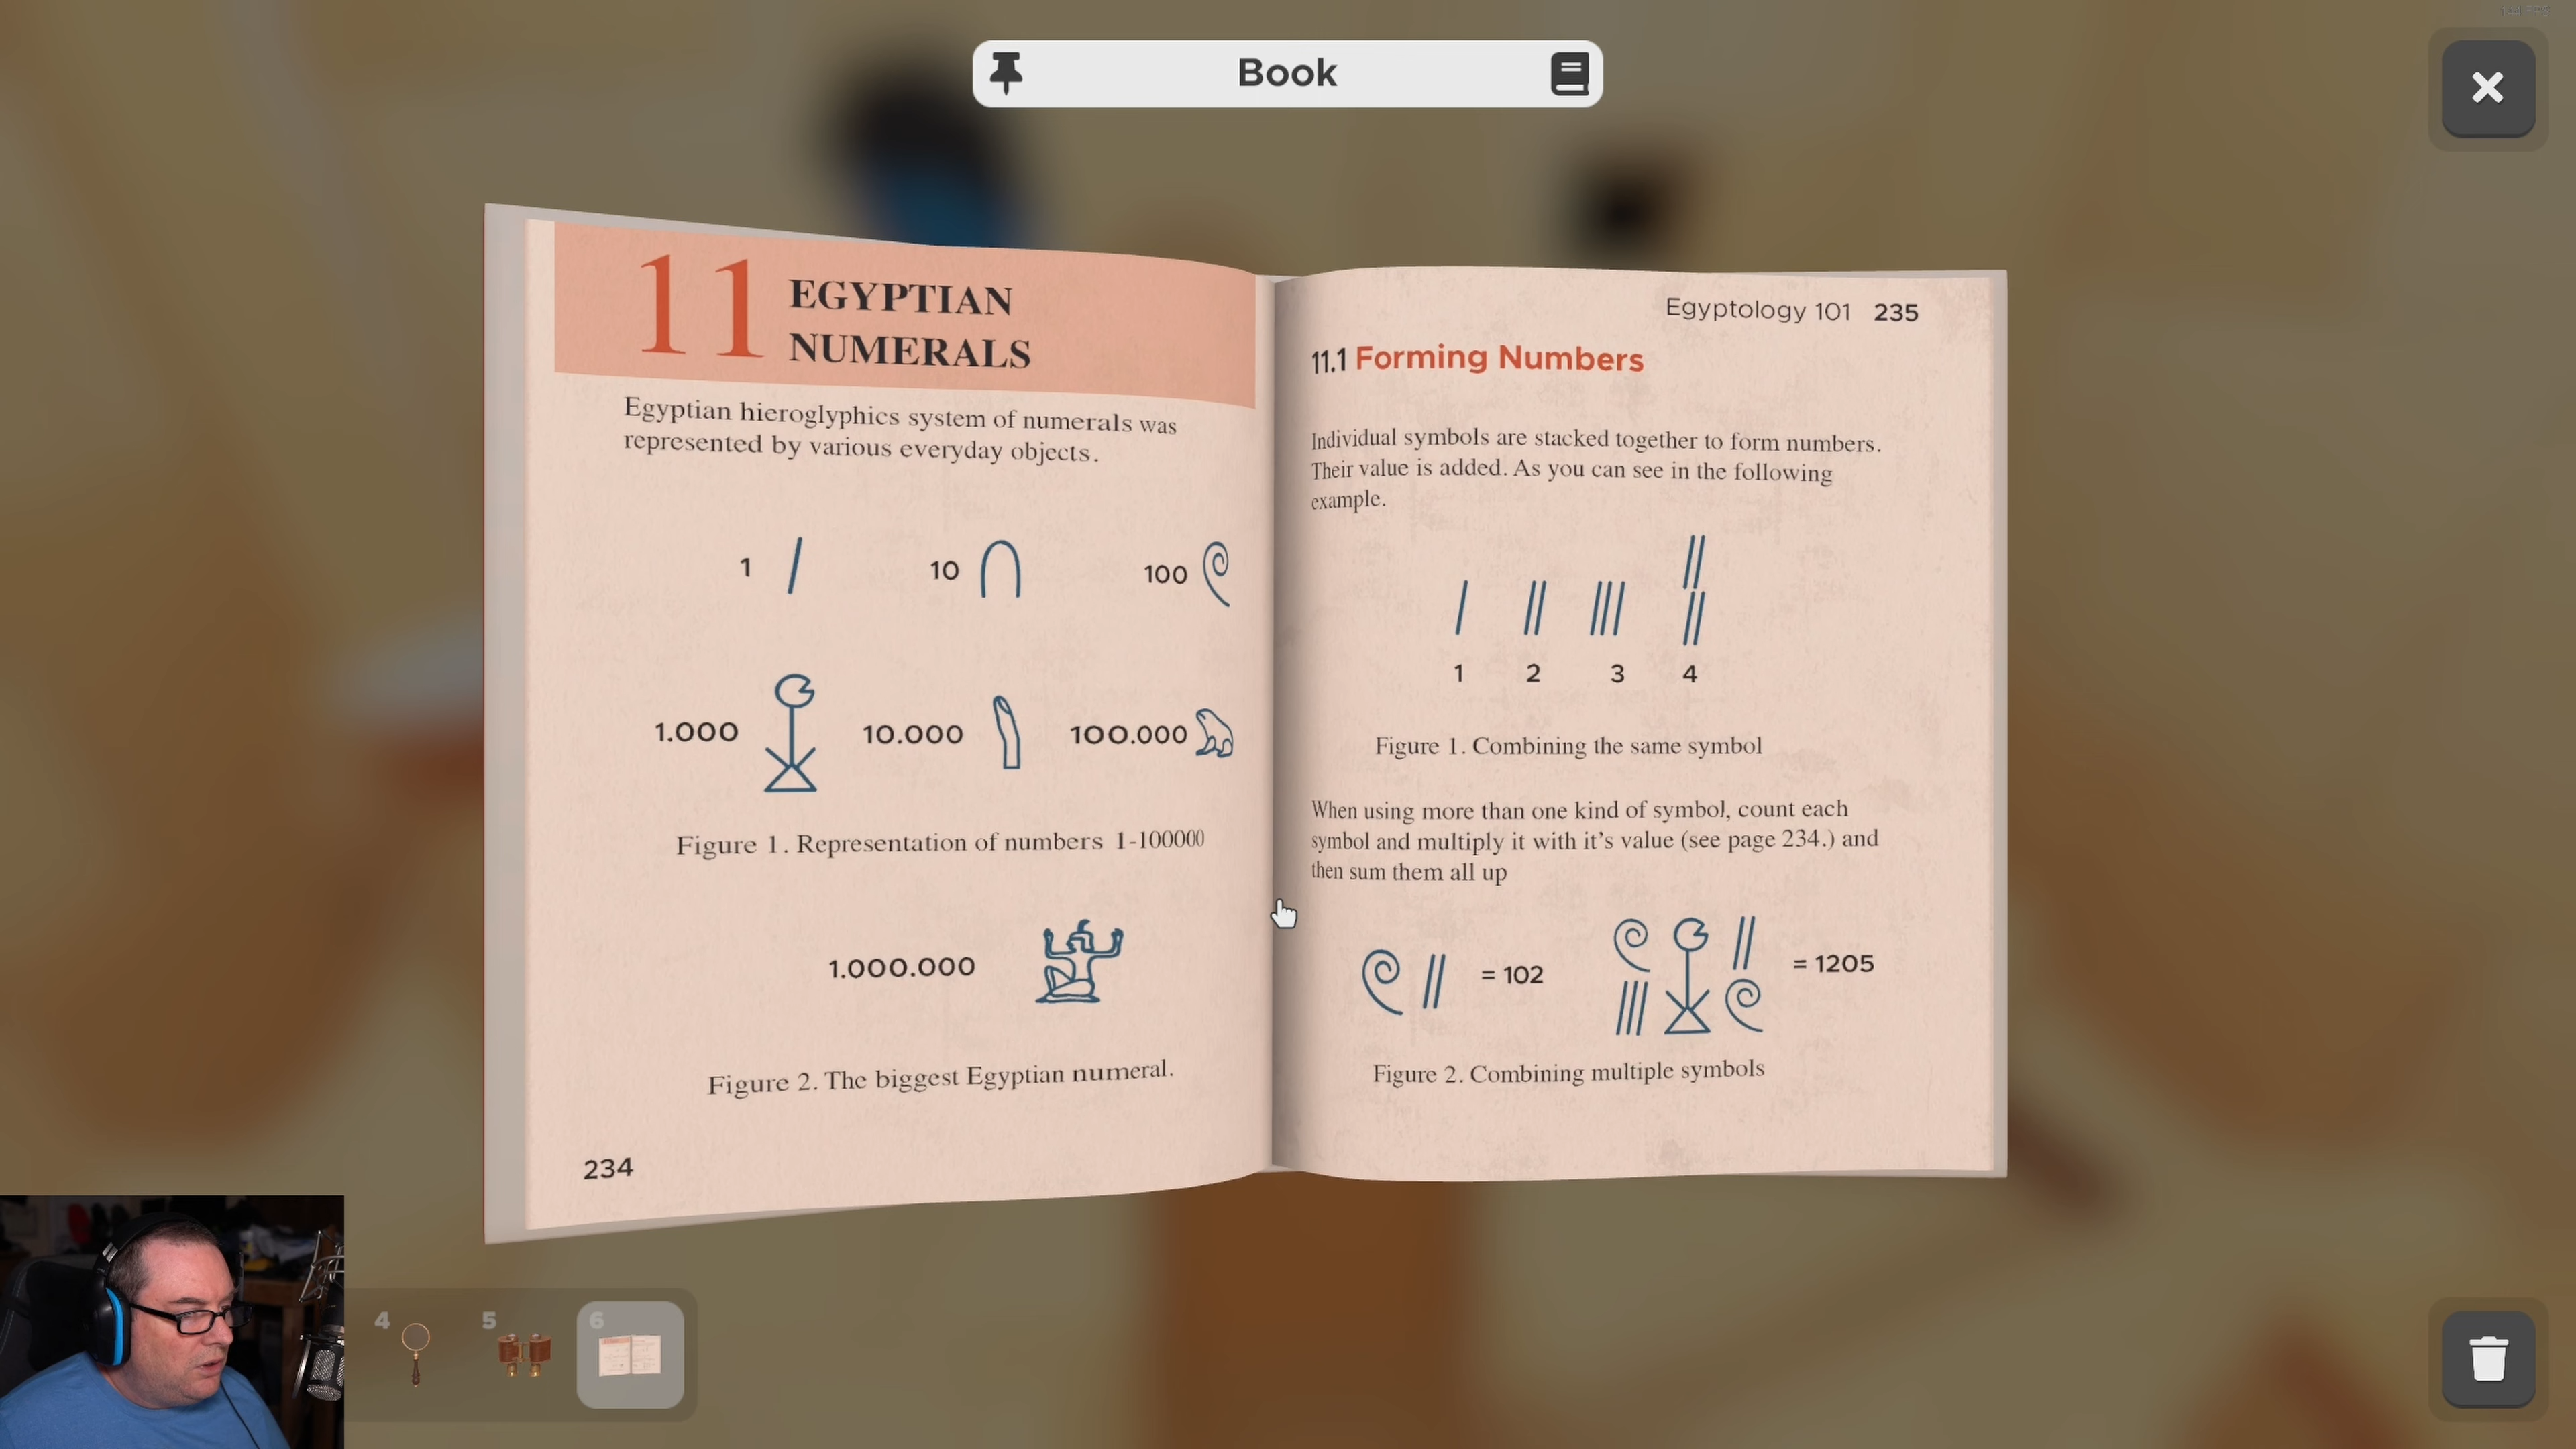 Book
11 EGYPTIAN
NUMERALS
Egyptian hieroglyphics system of numerals was
represented by various everyday objects.
1 10 100
1.000 10.000 100.000
Figure 1. Representation of numbers 1-100000
1.000.000
Figure 2. The biggest Egyptian numeral.
234
Egyptology 101 235
11.1 Forming Numbers
Individual symbols are stacked together to form numbers.
Their value is added. As you can see in the following
example.
1 2 3 4
Figure 1. Combining the same symbol
When using more than one kind of symbol, count each
symbol and multiply it with it's value (see page 234.) and
then sum them all up
= 102 = 1205
Figure 2. Combining multiple symbols
4 5 6